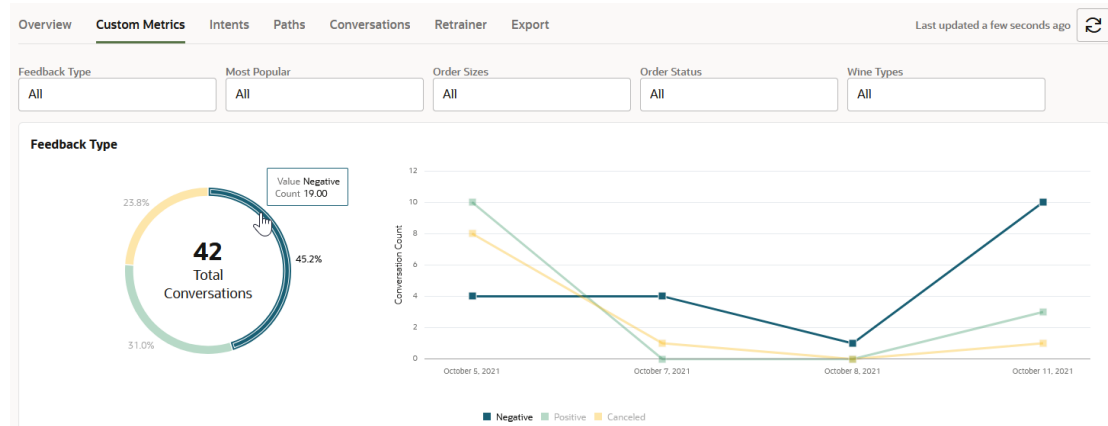 Overview Custom Metrics Intents Paths Conversations Retrainer Export Last updated a few seconds ago
Feedback Type Most Popular Order Sizes Order Status Wine Types
All All All All All
Feedback Type
Value Negative
Count 19.00
23.8%
42
Total
Conversations
45.2%
31.0%
Conversation Count
12
10
8
6
4
2
0
October 5, 2021 October 7, 2021 October 8, 2021 October 11, 2021
Negative Positive Canceled